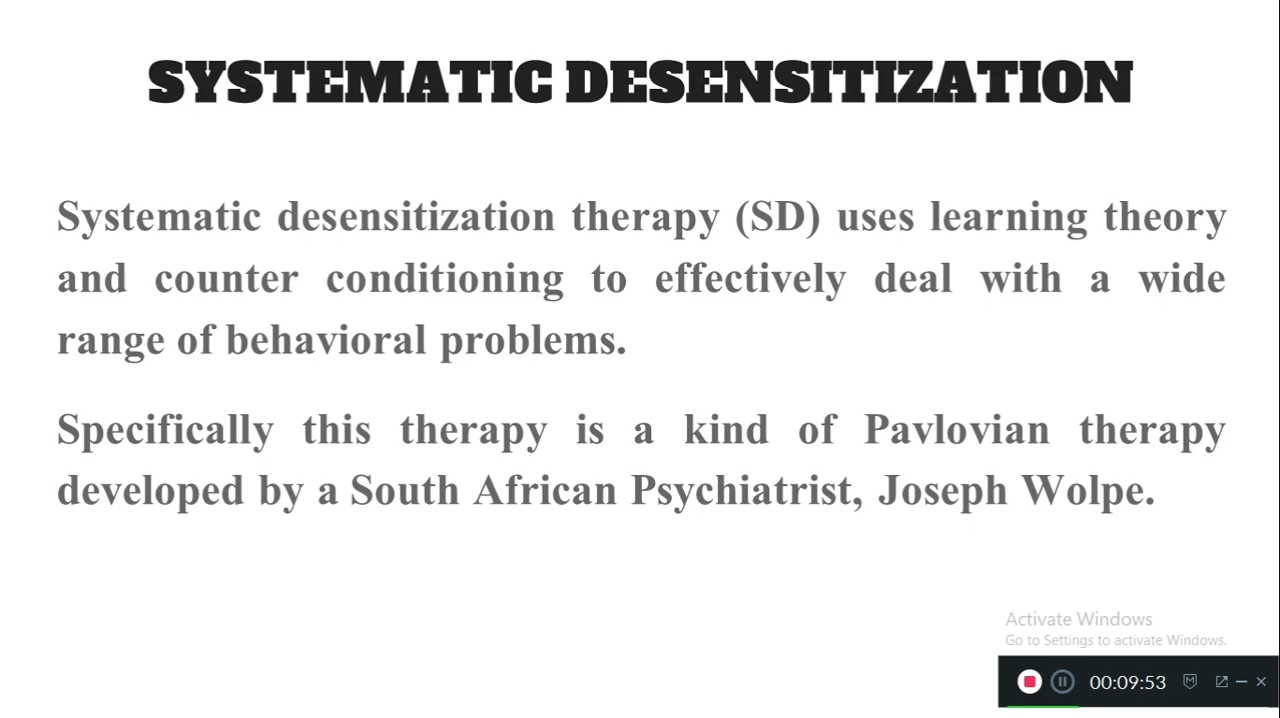 SYSTEMATIC DESENSITIZATION
Systematic desensitization therapy (SD) uses learning theory
and counter conditioning to effectively deal with a wide
range of behavioral problems.
Specifically this therapy is a kind of Pavlovian therapy
developed by a South African Psychiatrist, Joseph Wolpe.
Activate Windows
Go to Settings to activate Windows.
00:09:53